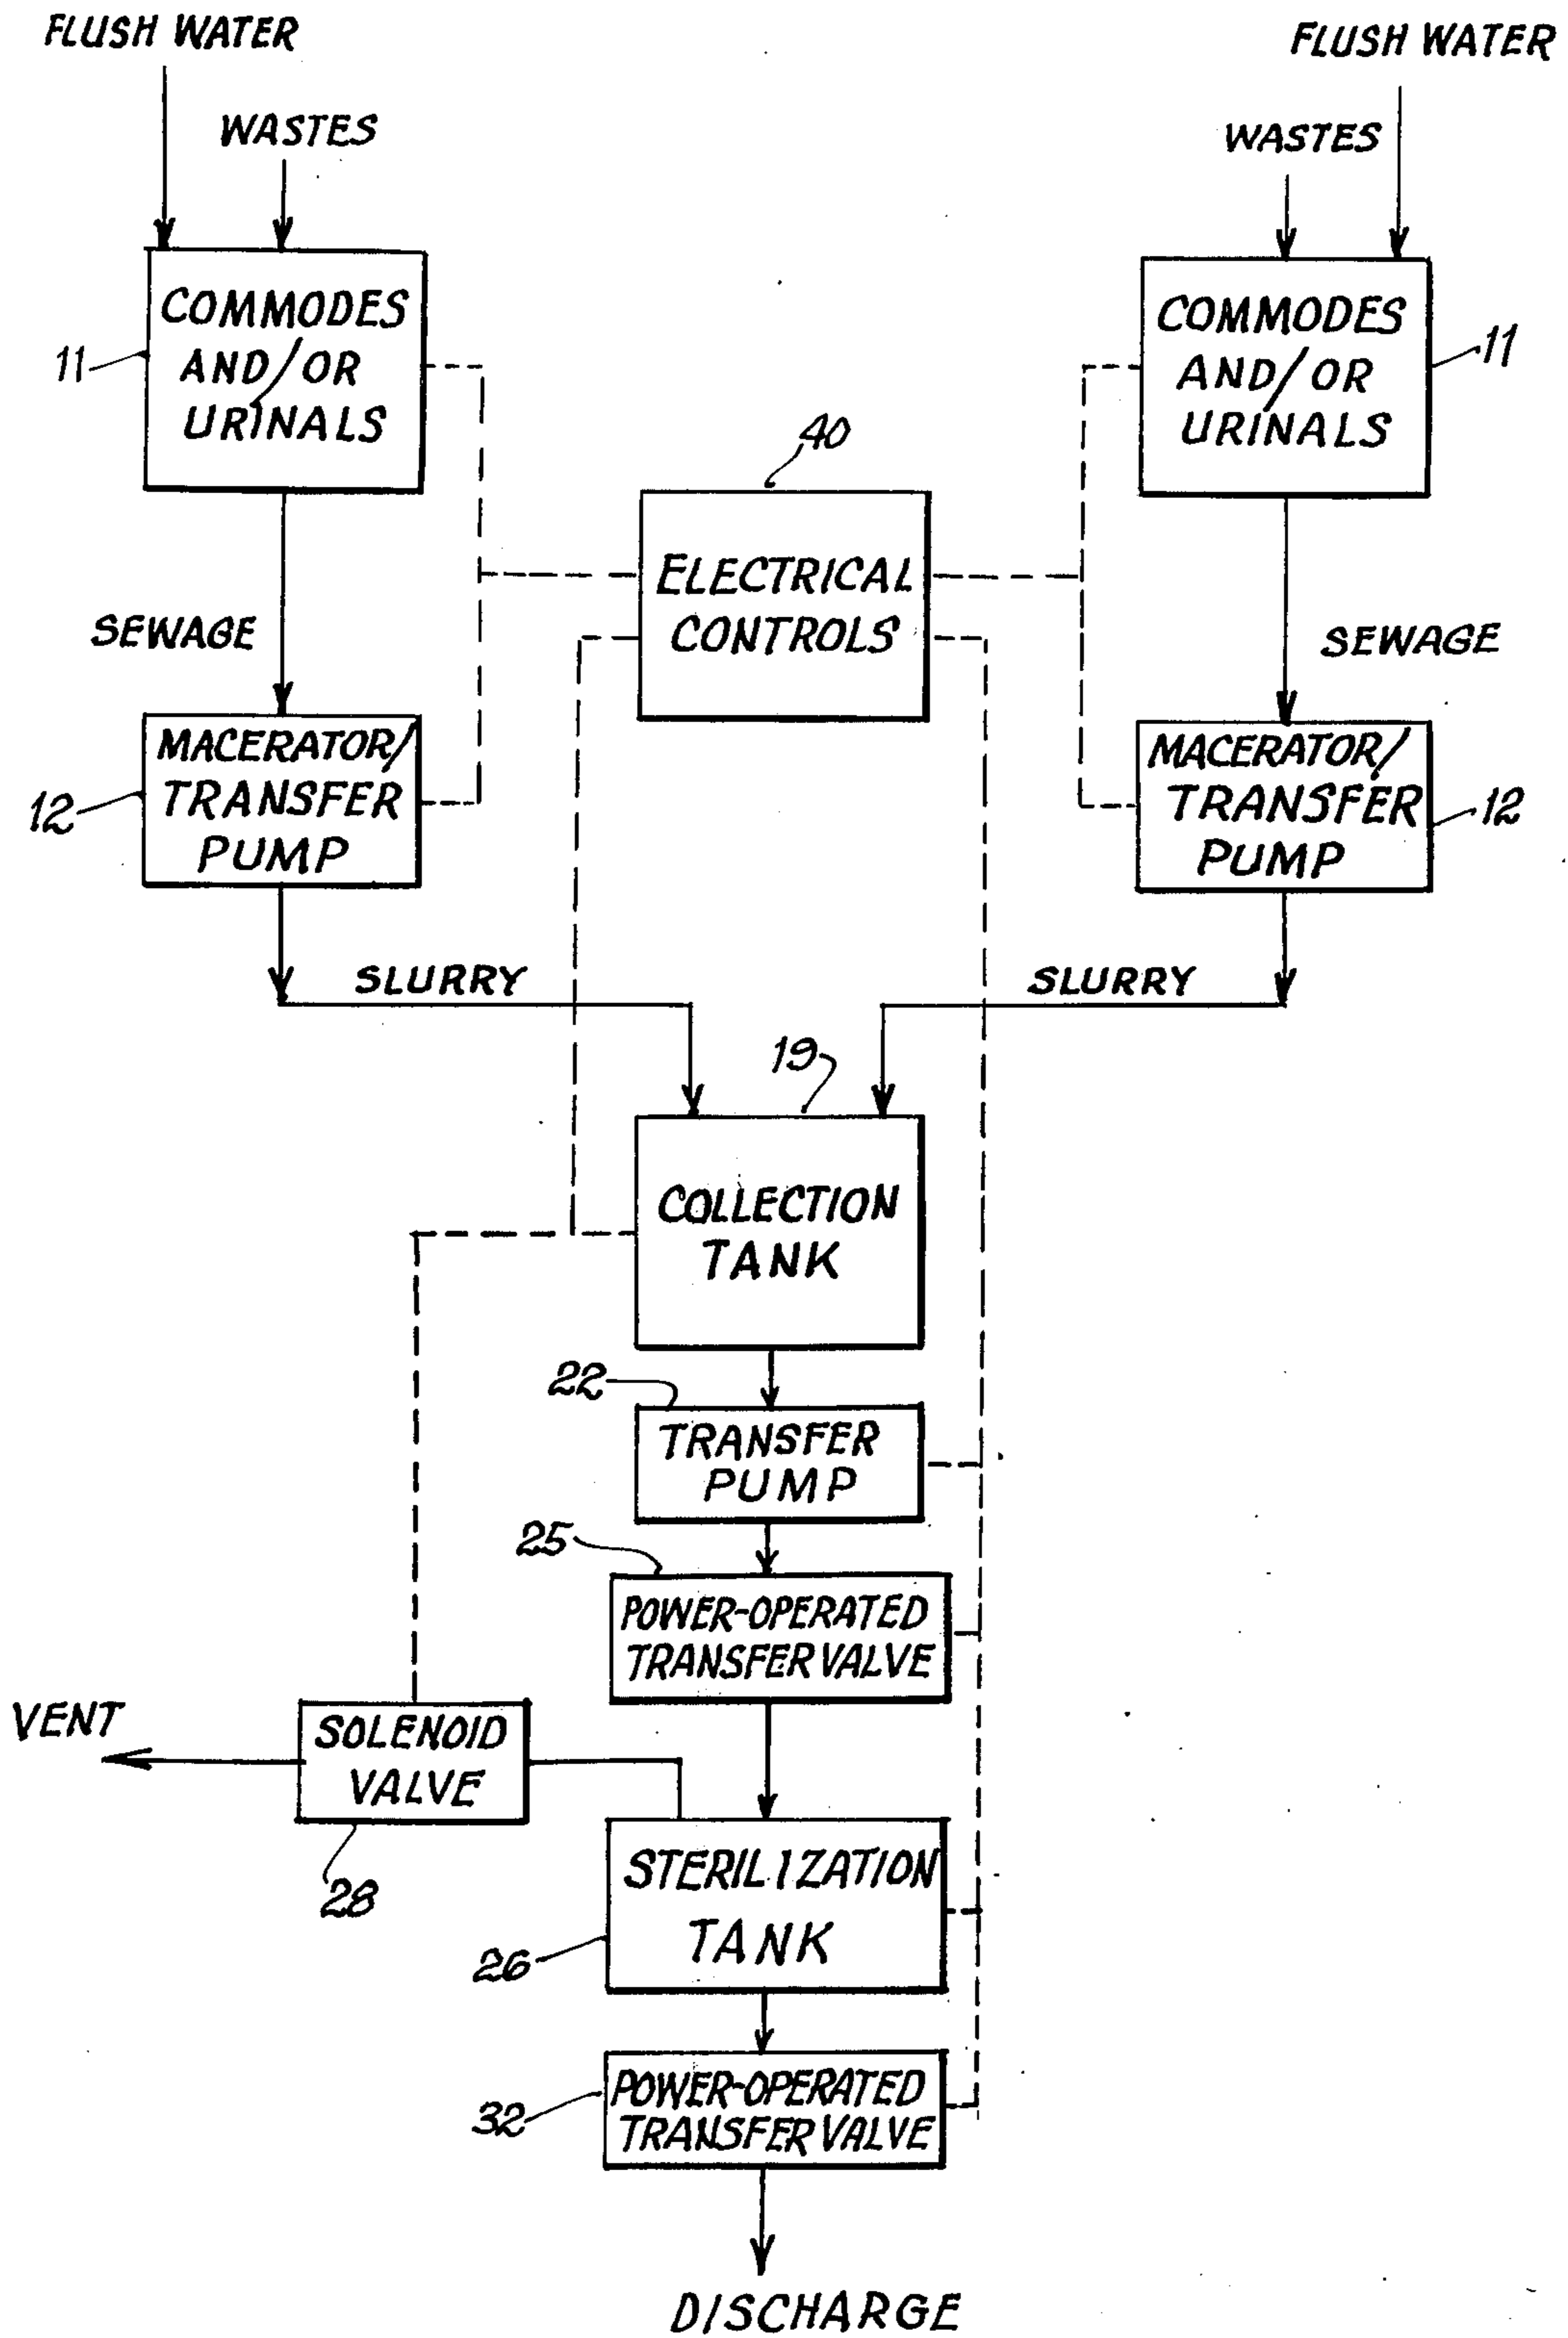 FLUSH WATER
FLUSH WATER
WASTES
WASTES
COMMODES
AND/OR
URINALS
11
COMMODES
AND/OR
URINALS
11
40
ELECTRICAL
CONTROLS
SEWAGE
SEWAGE
MACERATOR/
TRANSFER
PUMP
12
MACERATOR/
TRANSFER
PUMP
12
SLURRY
SLURRY
19
COLLECTION
TANK
22
TRANSFER
PUMP
25
POWER-OPERATED
TRANSFER VALVE
VENT
SOLENOID
VALVE
28
STERILIZATION
TANK
26
POWER-OPERATED
TRANSFER VALVE
32
DISCHARGE